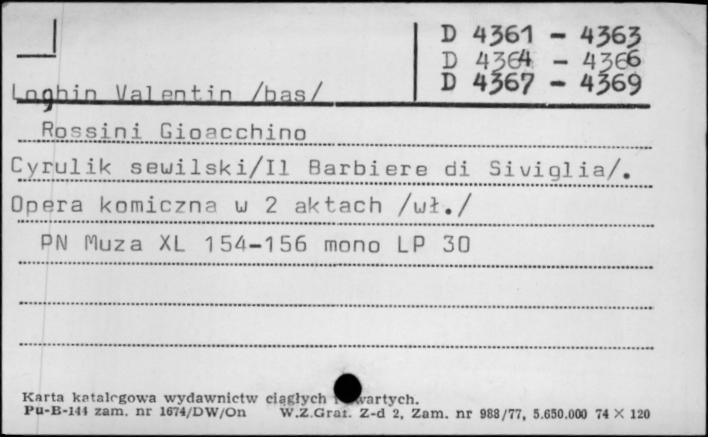 D 4361 - 4363
D 4364 - 4366
D 4367 - 4369
Loghin Valentin /bas/
Rossini Gioacchino
Cyrulik sewilski/Il Barbiere di Siviglia/.
Opera komiczna w 2 aktach /wł./
PN Muza XL 154-156 mono LP 30
Karta katalogowa wydawnictw ciągłych i
Pu-B-144 zam. nr 1674/DW/On W.Z.Graf. Z-d 2, Zam. nr 988/77, 5.650.000 74 × 120